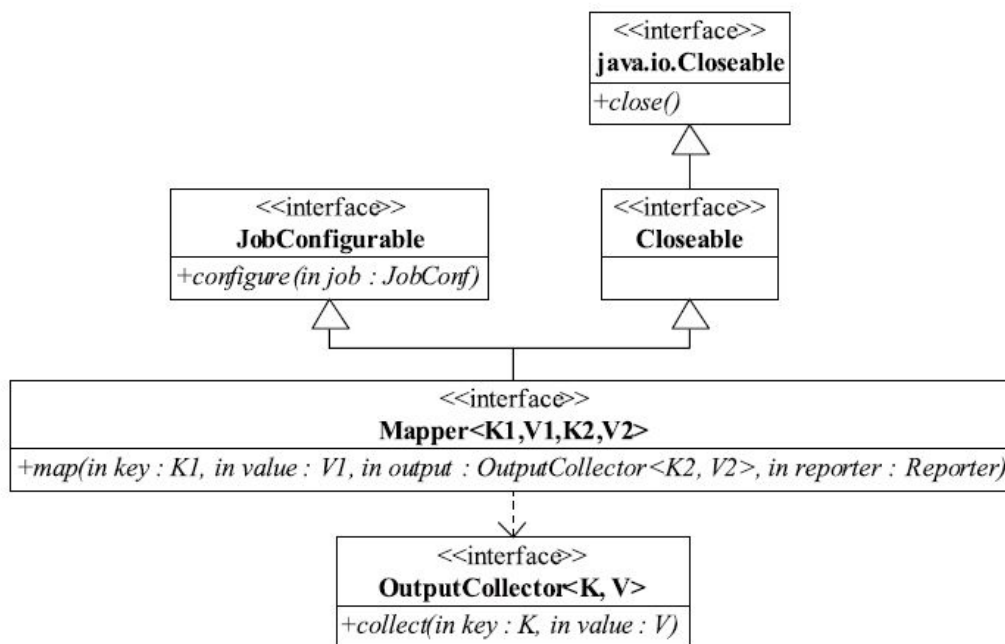 <<interface>>
java.io.Closeable
+close()
<<interface>>
JobConfigurable
+configure(in job : JobConf)
<<interface>>
Closeable
<<interface>>
Mapper<K1,V1,K2,V2>
+map(in key : K1, in value : V1, in output : OutputCollector<K2, V2>, in reporter : Reporter)
<<interface>>
OutputCollector<K, V>
+collect(in key : K, in value : V)